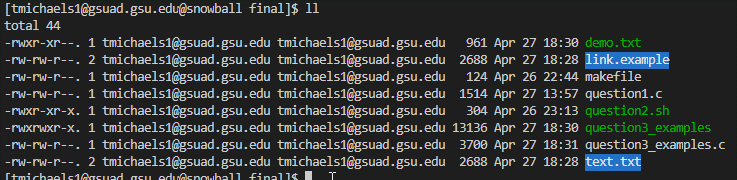 [tmichaels1@gsuad.gsu.edu@snowball final]$ ll
total 44
-rwxr-xr--. 1 tmichaels1@gsuad.gsu.edu tmichaels1@gsuad.gsu.edu 961 Apr 27 18:30 demo.txt
-rw-rw-r--. 2 tmichaels1@gsuad.gsu.edu tmichaels1@gsuad.gsu.edu 2688 Apr 27 18:28 link.example
-rw-rw-r--. 1 tmichaels1@gsuad.gsu.edu tmichaels1@gsuad.gsu.edu 124 Apr 26 22:44 makefile
-rw-rw-r--. 1 tmichaels1@gsuad.gsu.edu tmichaels1@gsuad.gsu.edu 1514 Apr 27 13:57 question1.c
-rwxr-xr-x. 1 tmichaels1@gsuad.gsu.edu tmichaels1@gsuad.gsu.edu 304 Apr 26 23:13 question2.sh
-rwxrwxr-x. 1 tmichaels1@gsuad.gsu.edu tmichaels1@gsuad.gsu.edu 13136 Apr 27 18:30 question3_examples
-rw-rw-r--. 1 tmichaels1@gsuad.gsu.edu tmichaels1@gsuad.gsu.edu 3700 Apr 27 18:31 question3_examples.c
-rw-rw-r--. 2 tmichaels1@gsuad.gsu.edu tmichaels1@gsuad.gsu.edu 2688 Apr 27 18:28 text.txt
[tmichaels1@gsuad.gsu.edu@snowball final]$